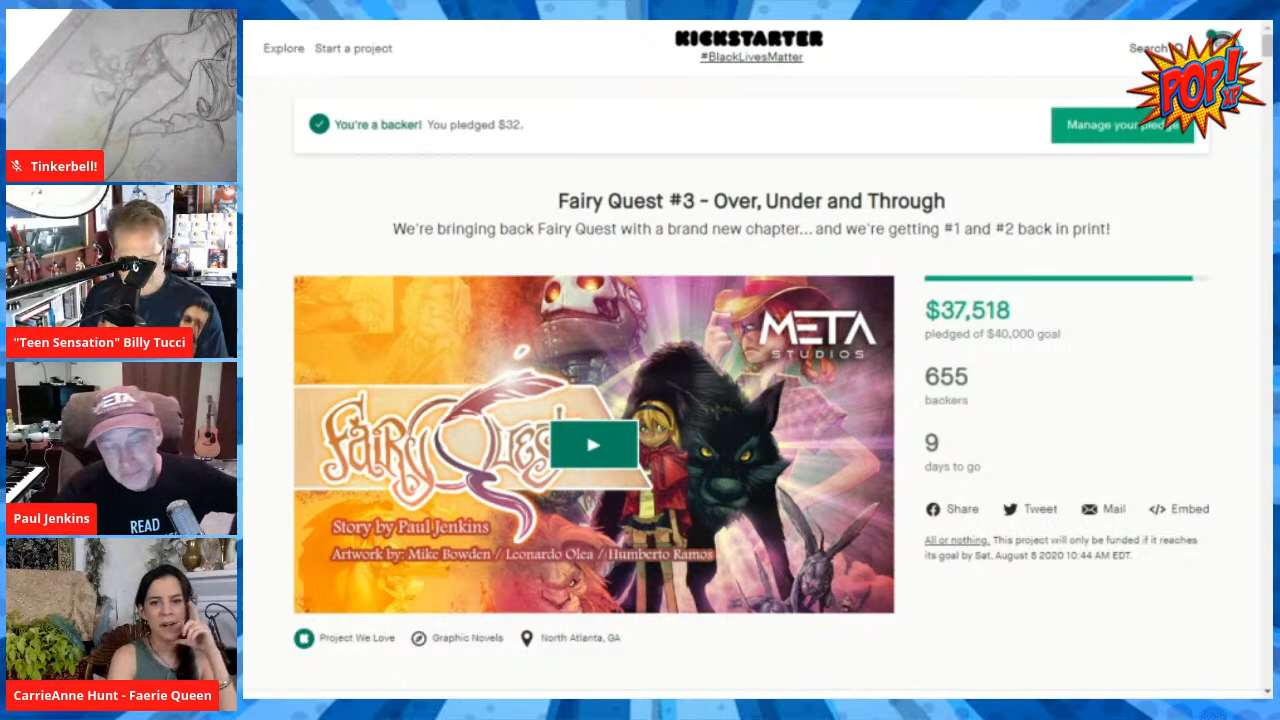 Tinkerbell!
"Teen Sensation" Billy Tucci
META
READ
Paul Jenkins
CarrieAnne Hunt - Faerie Queen
Explore
Start a project
KICKSTARTER
#BlackLivesMatter
Search
POP!
XP
You're a backer! You pledged $32.
Manage your pledge
Fairy Quest #3 - Over, Under and Through
We're bringing back Fairy Quest with a brand new chapter... and we're getting #1 and #2 back in print!
META
STUDIOS
Fairy Quest
Story by Paul Jenkins
Artwork by: Mike Bowden / Leonardo Olea / Humberto Ramos
$37,518
pledged of $40,000 goal
655
backers
9
days to go
Share
Tweet
Mail
Embed
All or nothing. This project will only be funded if it reaches
its goal by Sat, August 8 2020 10:44 AM EDT.
Project We Love
Graphic Novels
North Atlanta, GA